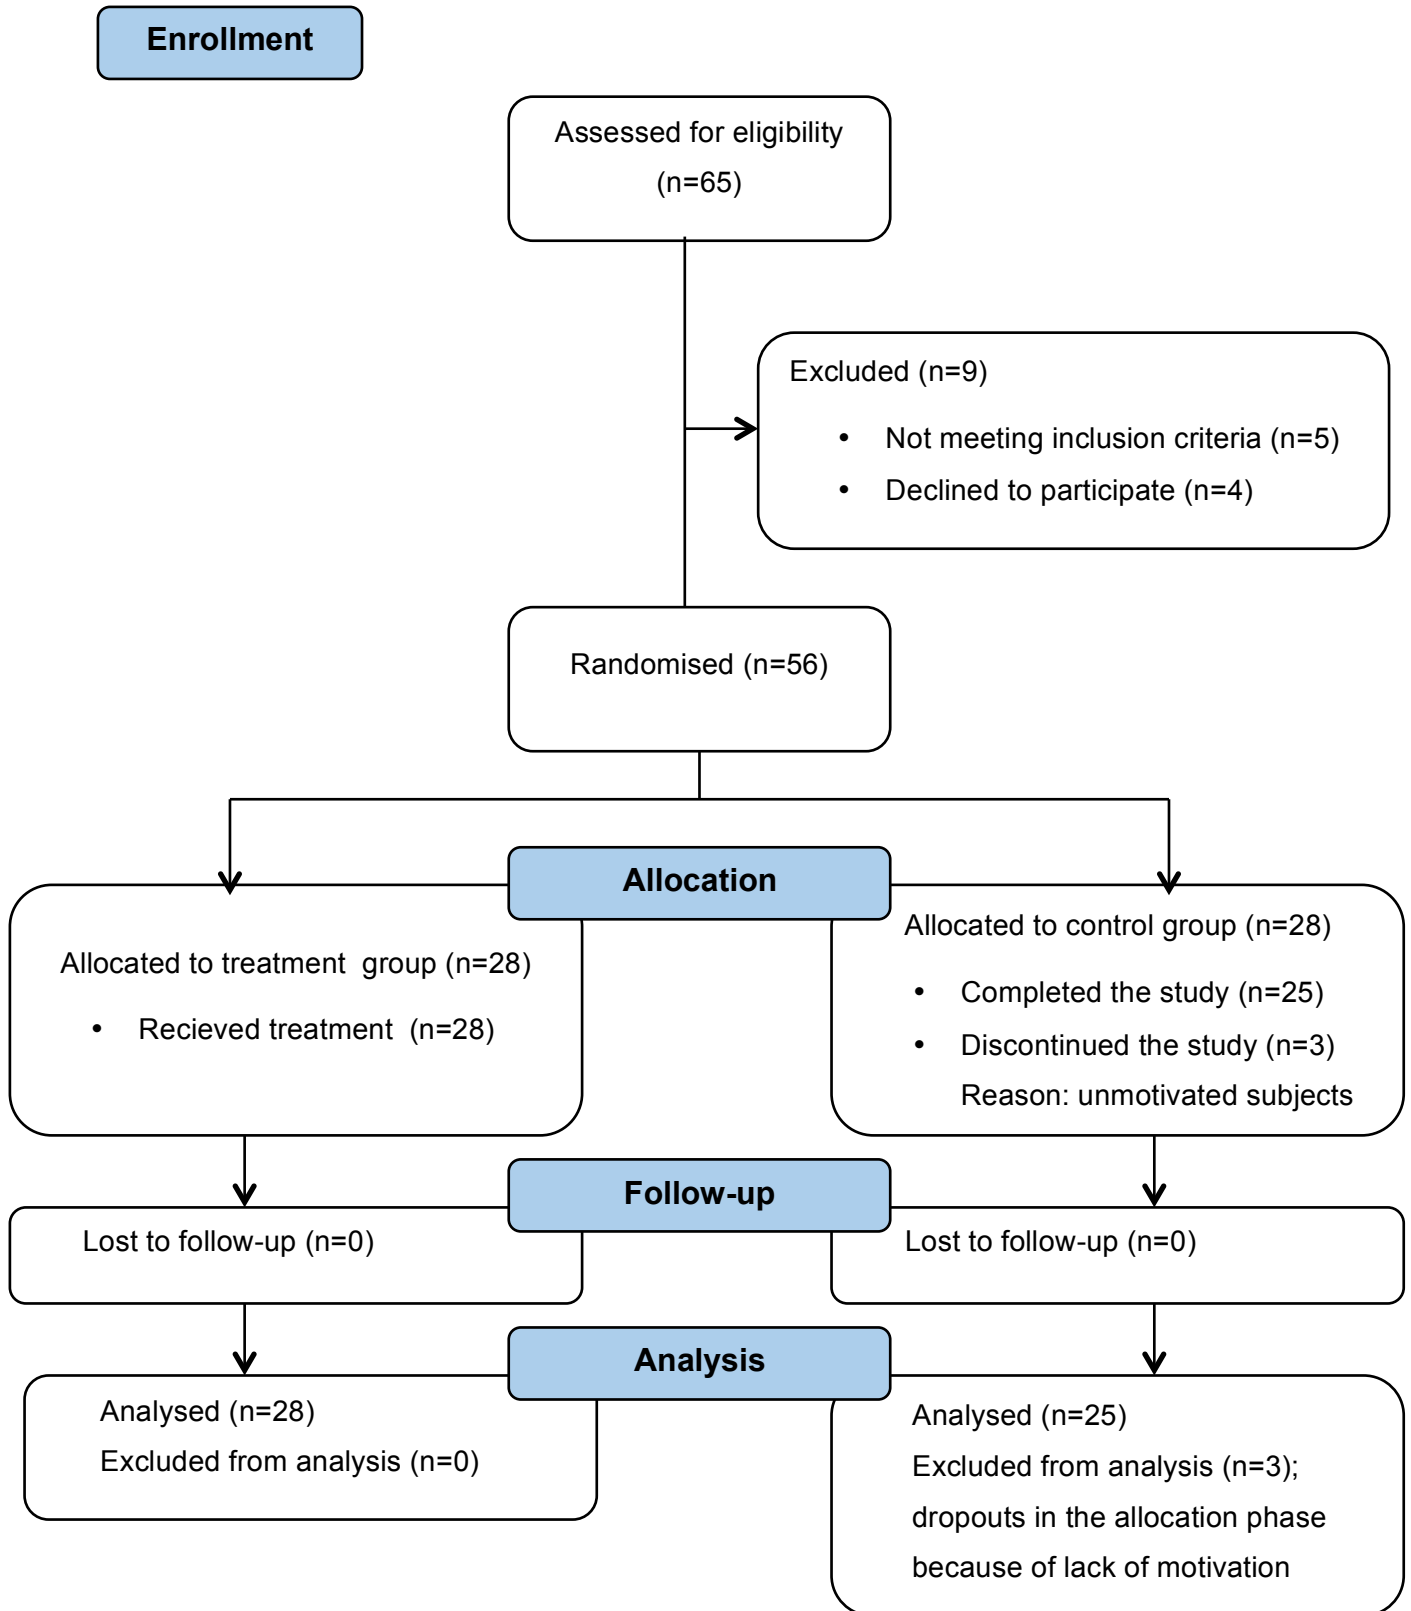 Enrollment
Assessed for eligibility
(n=65)
Excluded (n=9)
• Not meeting inclusion criteria (n=5)
• Declined to participate (n=4)
Randomised (n=56)
Allocation
Allocated to treatment group (n=28)
• Recieved treatment (n=28)
Allocated to control group (n=28)
• Completed the study (n=25)
• Discontinued the study (n=3)
Reason: unmotivated subjects
Follow-up
Lost to follow-up (n=0)
Lost to follow-up (n=0)
Analysis
Analysed (n=28)
Excluded from analysis (n=0)
Analysed (n=25)
Excluded from analysis (n=3);
dropouts in the allocation phase
because of lack of motivation